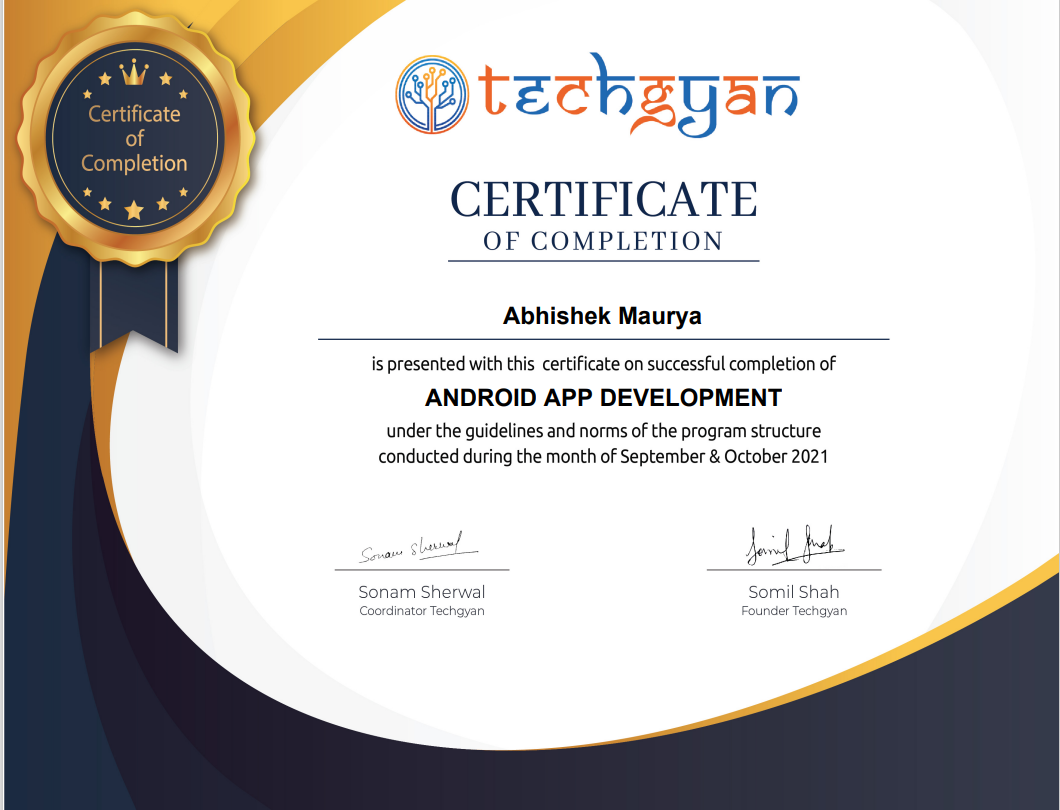 Certificate
of
Completion
techgyan
CERTIFICATE
OF COMPLETION
Abhishek Maurya
is presented with this certificate on successful completion of
ANDROID APP DEVELOPMENT
under the guidelines and norms of the program structure
conducted during the month of September & October 2021
Sonam Sherwal
Somil Shah
Sonam Sherwal
Coordinator Techgyan
Somil Shah
Founder Techgyan